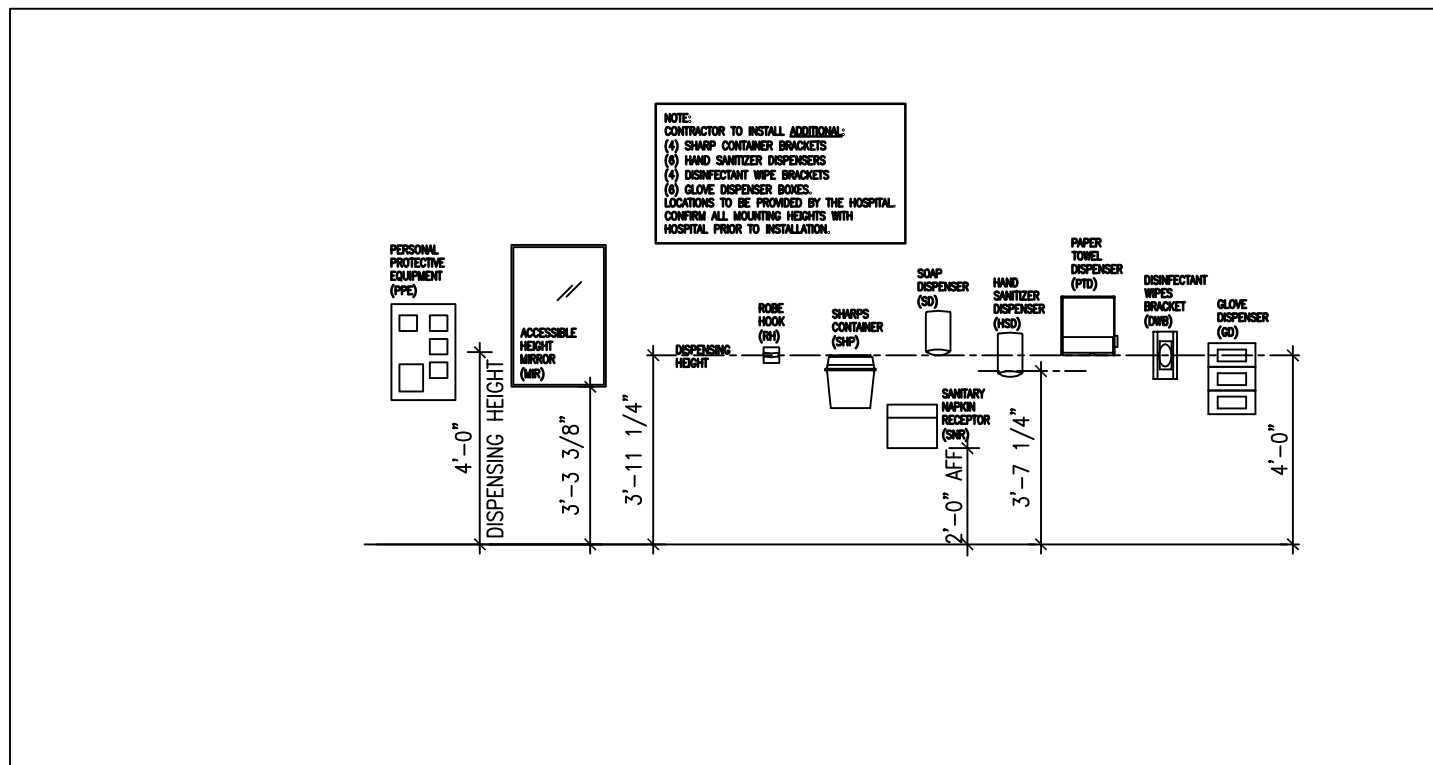 NOTE:
CONTRACTOR TO INSTALL ADDITIONAL:
(4) SHARP CONTAINER BRACKETS
(6) HAND SANITIZER DISPENSERS
(4) DISINFECTANT WIPE BRACKETS
(6) GLOVE DISPENSER BOXES.
LOCATIONS TO BE PROVIDED BY THE HOSPITAL.
CONFIRM ALL MOUNTING HEIGHTS WITH
HOSPITAL PRIOR TO INSTALLATION.
PERSONAL
PROTECTIVE
EQUIPMENT
(PPE)
4'-0"
DISPENSING HEIGHT
ACCESSIBLE
HEIGHT
MIRROR
(MIR)
3'-3 3/8"
3'-11 1/4"
DISPENSING
HEIGHT
ROBE
HOOK
(RH)
SHARPS
CONTAINER
(SHP)
SOAP
DISPENSER
(SD)
SANITARY
NAPKIN
RECEPTOR
(SNR)
2'-0" AFF
HAND
SANITIZER
DISPENSER
(HSD)
3'-7 1/4"
PAPER
TOWEL
DISPENSER
(PTD)
DISINFECTANT
WIPES
BRACKET
(DWB)
GLOVE
DISPENSER
(GD)
4'-0"